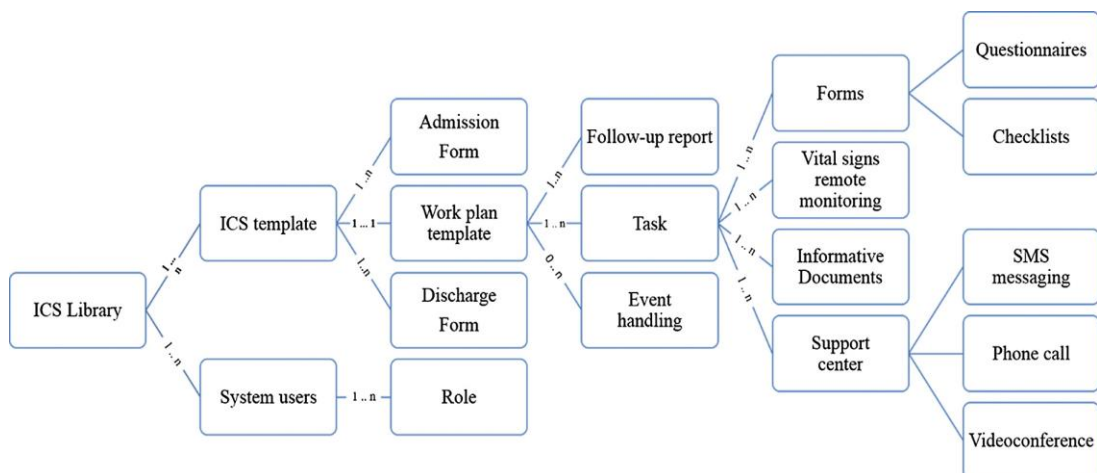 Questionnaires
Forms
Checklists
Admission
Form
Follow-up report
Vital signs
remote
monitoring
ICS template
Work plan
template
Task
Informative
Documents
SMS
messaging
ICS Library
Discharge
Form
Event
handling
Support
center
Phone call
System users
Role
Videoconference
1...
n
1 .. n
1..n
1 ... 1
1..n
1 .. n
1..n
1 .. n
0..n
1..n
1 .. n
1..n
1..n